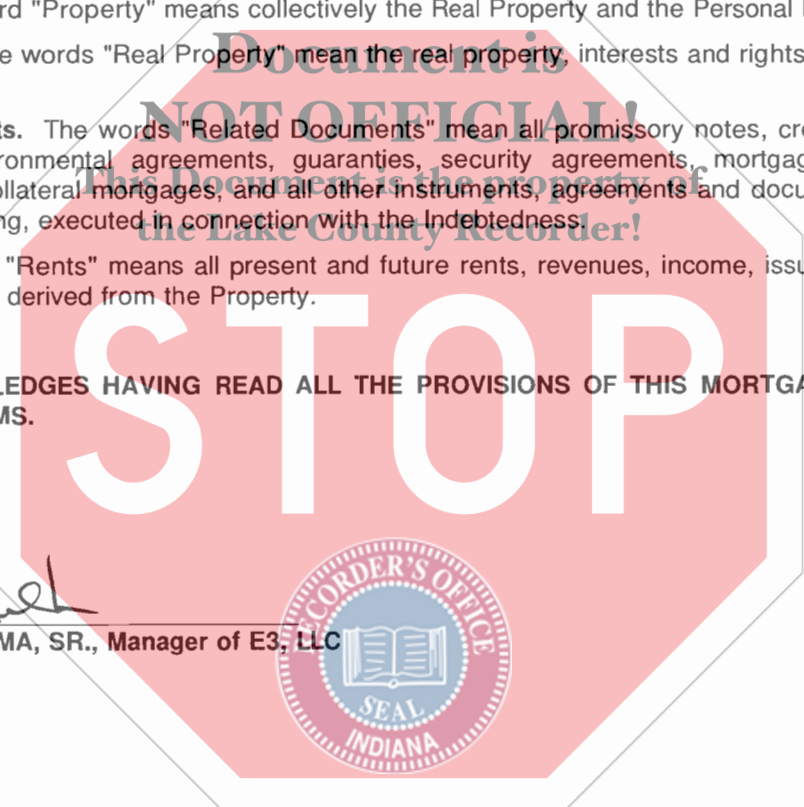 rd "Property" means collectively the Real Property and the Personal
Document is
e words "Real Property" mean the real property, interests and rights
NOT OFFICIAL!
ts. The words "Related Documents" mean all promissory notes, cre
ronmental agreements, guaranties, security agreements, mortgag
This Document is the property of
ollateral mortgages, and all other instruments, agreements and docu
ng, executed in connection with the Indebtedness.
the Lake County Recorder!
"Rents" means all present and future rents, revenues, income, issu
derived from the Property.
STOP
LEDGES HAVING READ ALL THE PROVISIONS OF THIS MORTGA
MS.
MA, SR., Manager of E3, LLC
RECORDER'S OFFICE
SEAL
INDIANA